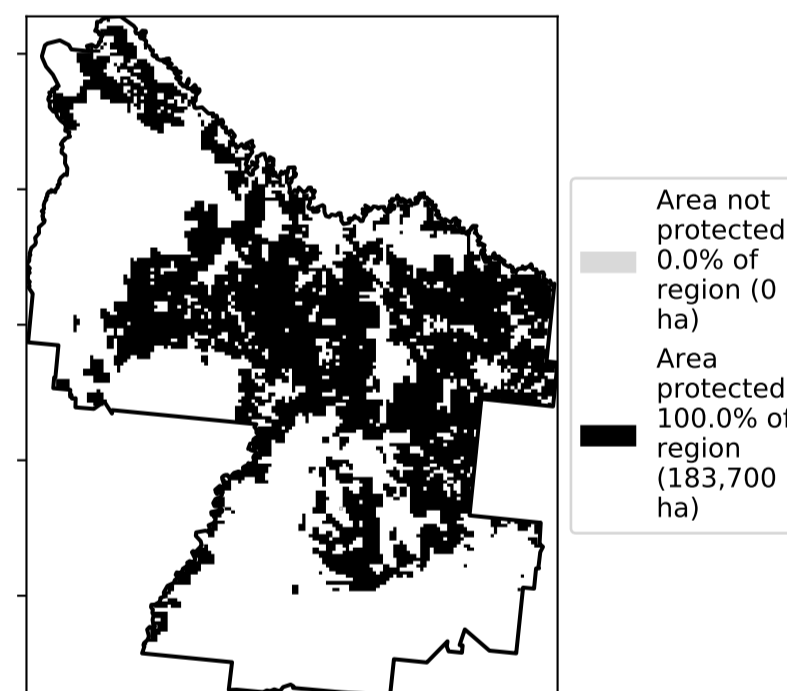 Area not
protected
0.0% of
region (0
ha)
Area
protected
100.0% of
region
(183,700
ha)